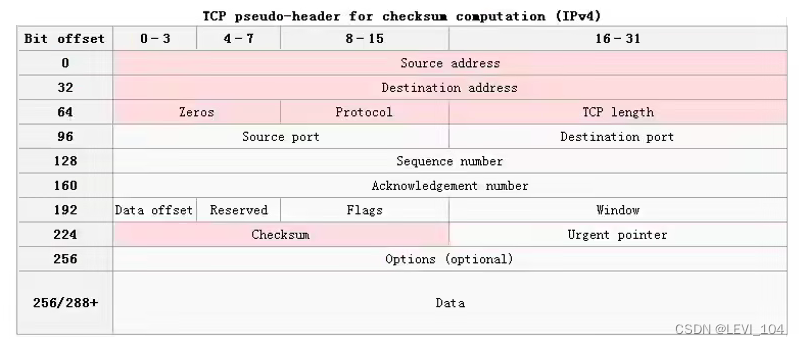 TCP pseudo-header for checksum computation (IPv4)
Bit offset 0-3 4-7 8-15 16-31
0 Source address
32 Destination address
64 Zeros Protocol TCP length
96 Source port Destination port
128 Sequence number
160 Acknowledgement number
192 Data offset Reserved Flags Window
224 Checksum Urgent pointer
256 Options (optional)
256/288+ Data
CSDN @LEVI_104